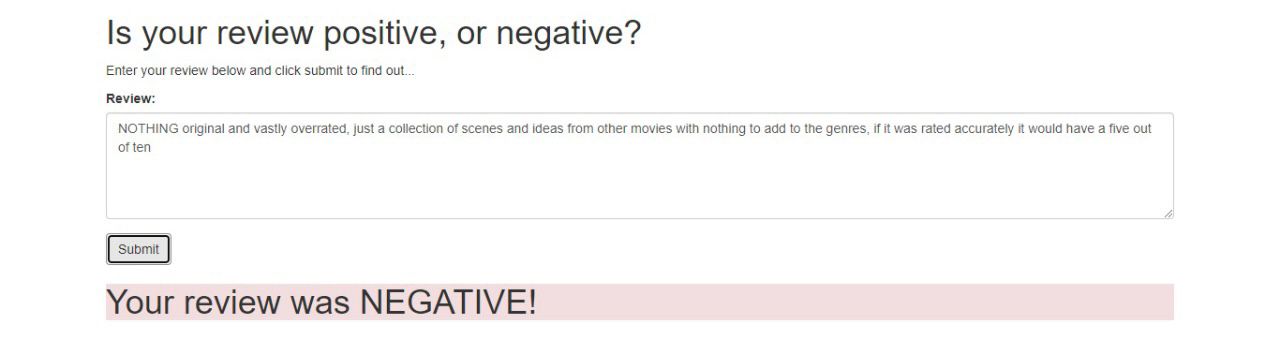 Is your review positive, or negative?
Enter your review below and click submit to find out...
Review:
NOTHING original and vastly overrated, just a collection of scenes and ideas from other movies with nothing to add to the genres, if it was rated accurately it would have a five out
of ten
Submit
Your review was NEGATIVE!